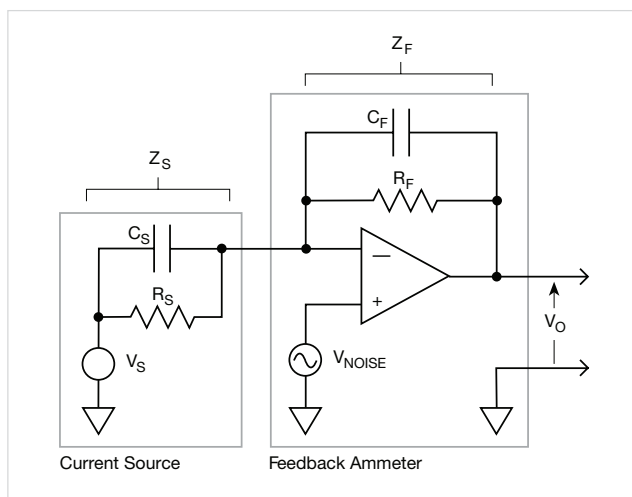 Z_F
C_F
Z_S
R_F
C_S
R_S
V_S
—
+
V_NOISE
V_O
Current Source
Feedback Ammeter